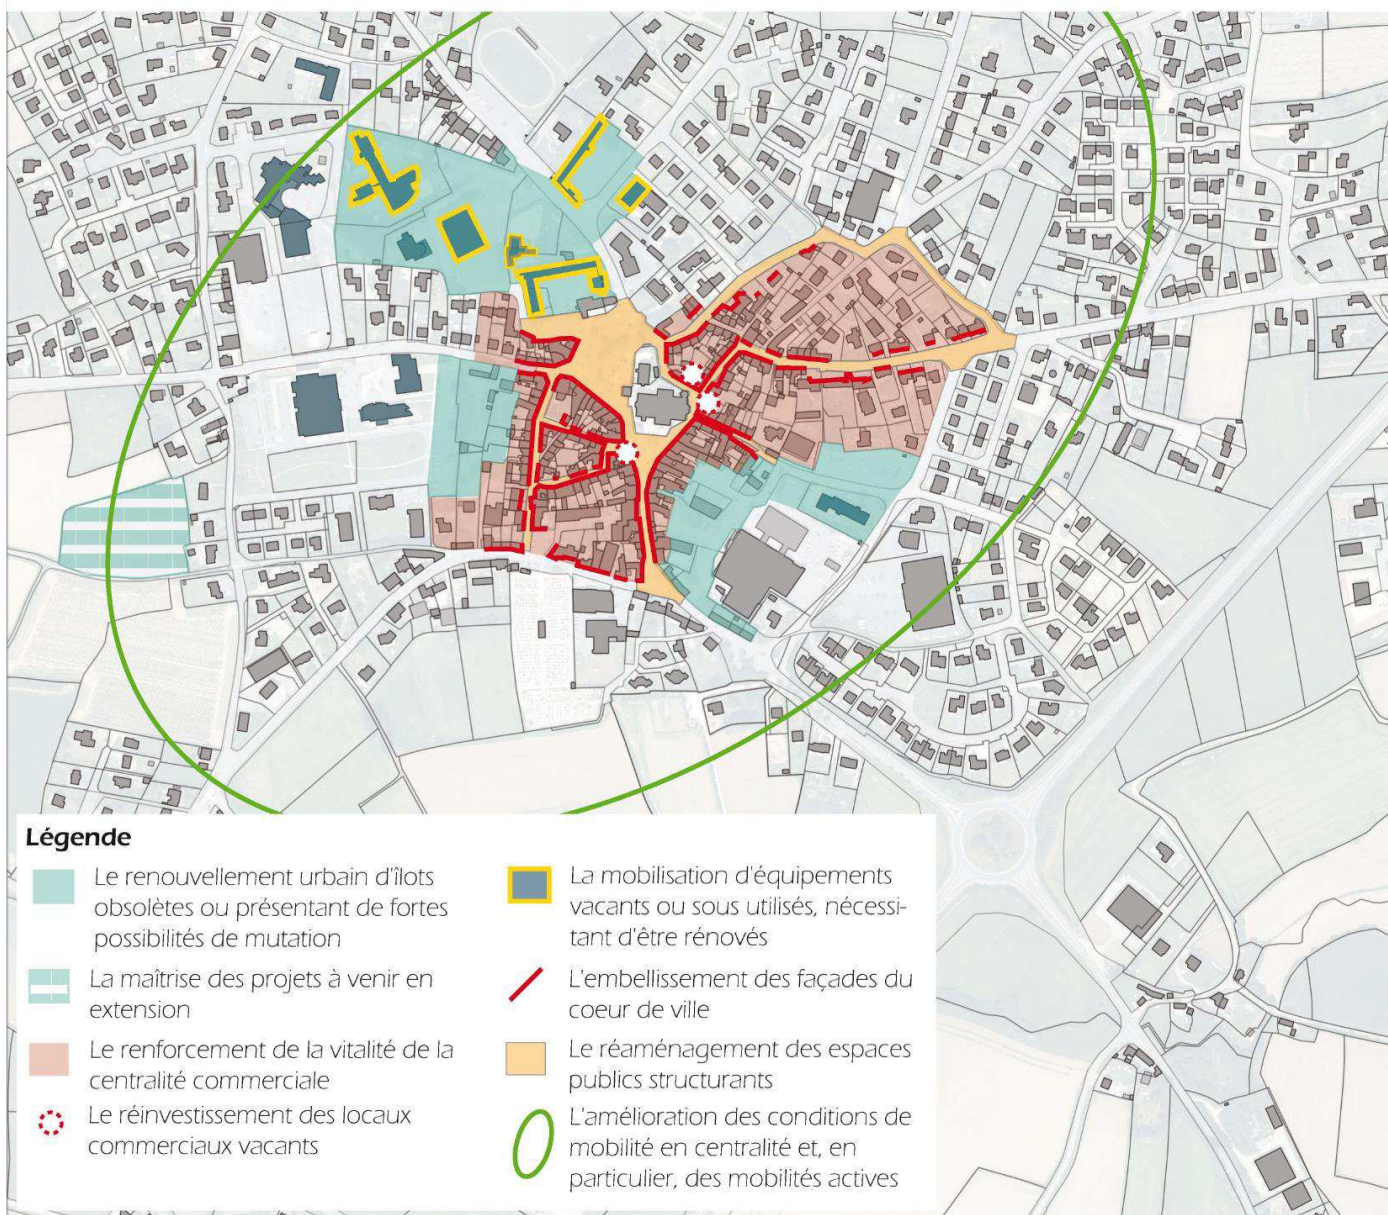 Légende
Le renouvellement urbain d'îlots
obsolètes ou présentant de fortes
possibilités de mutation
La maîtrise des projets à venir en
extension
Le renforcement de la vitalité de la
centralité commerciale
Le réinvestissement des locaux
commerciaux vacants
La mobilisation d'équipements
vacants ou sous utilisés, nécessi-
tant d'être rénovés
L'embellissement des façades du
coeur de ville
Le réaménagement des espaces
publics structurants
L'amélioration des conditions de
mobilité en centralité et, en
particulier, des mobilités actives